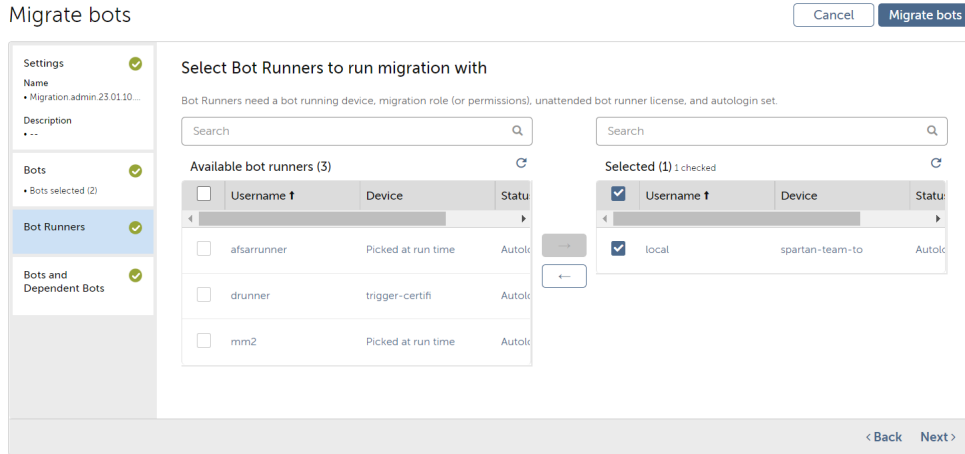 Migrate bots
Cancel
Migrate bots
Settings
Name
• Migration.admin.23.01.10....
Description
• --
Bots
• Bots selected (2)
Bot Runners
Bots and
Dependent Bots
Select Bot Runners to run migration with
Bot Runners need a bot running device, migration role (or permissions), unattended bot runner license, and autologin set.
Search
Available bot runners (3)
Username ↑ Device Statu
afsarrunner Picked at run time Autolo
drunner trigger-certifi Autolo
mm2 Picked at run time Autolo
→
←
Search
Selected (1) 1 checked
Username ↑ Device Statu
local spartan-team-to Autolo
< Back Next >